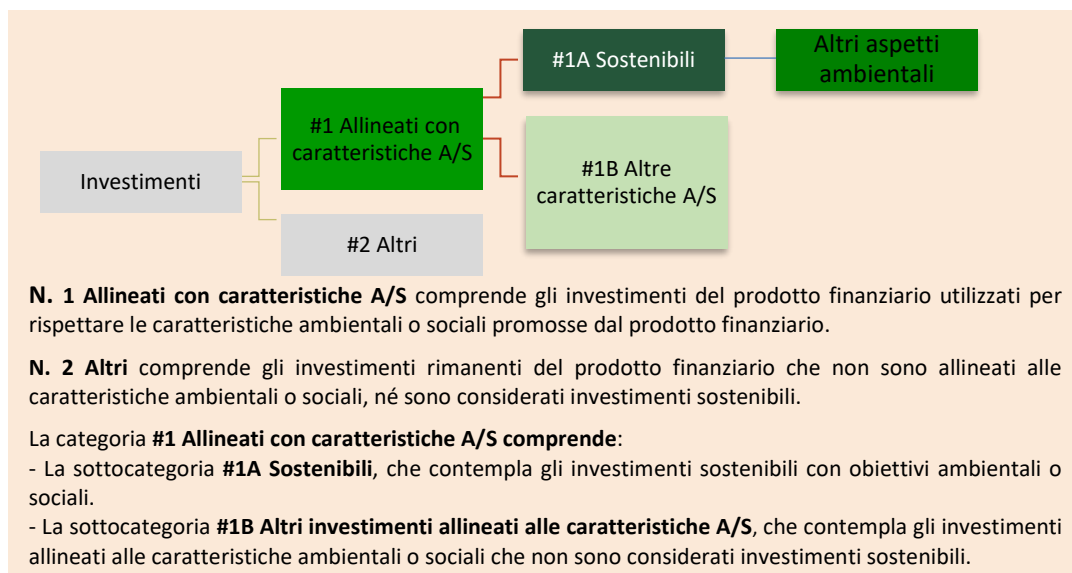 #1A Sostenibili
Altri aspetti
ambientali
#1 Allineati con
caratteristiche A/S
Investimenti
#1B Altre
caratteristiche A/S
#2 Altri
N. 1 Allineati con caratteristiche A/S comprende gli investimenti del prodotto finanziario utilizzati per
rispettare le caratteristiche ambientali o sociali promosse dal prodotto finanziario.
N. 2 Altri comprende gli investimenti rimanenti del prodotto finanziario che non sono allineati alle
caratteristiche ambientali o sociali, né sono considerati investimenti sostenibili.
La categoria #1 Allineati con caratteristiche A/S comprende:
- La sottocategoria #1A Sostenibili, che contempla gli investimenti sostenibili con obiettivi ambientali o
sociali.
- La sottocategoria #1B Altri investimenti allineati alle caratteristiche A/S, che contempla gli investimenti
allineati alle caratteristiche ambientali o sociali che non sono considerati investimenti sostenibili.